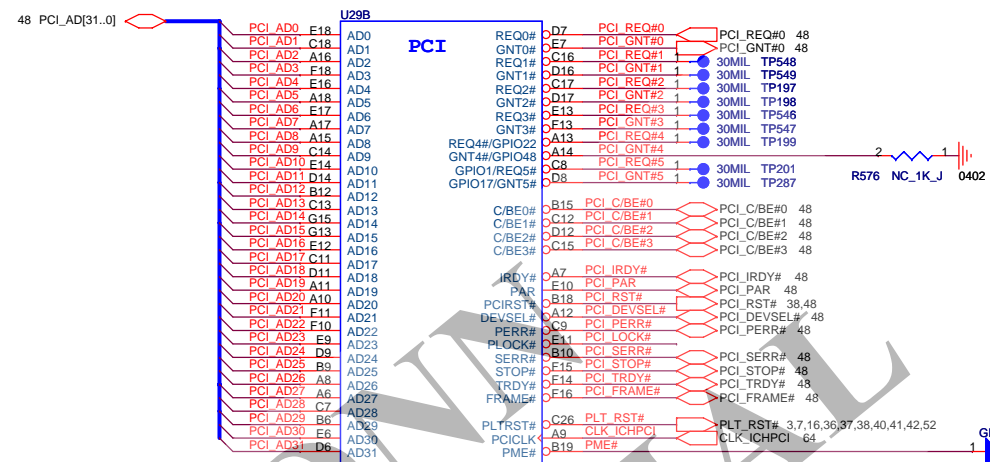 U29B
48 PCI_AD[31..0]
PCI
PCI_AD0 E18 AD0 REQ0# D7 PCI_REQ#0 PCI_REQ#0 48
PCI_AD1 C18 AD1 GNT0# E7 PCI_GNT#0 PCI_GNT#0 48
PCI_AD2 A16 AD2 REQ1# C16 PCI_REQ#1 1 30MIL TP548
PCI_AD3 F18 AD3 GNT1# D16 PCI_GNT#1 1 30MIL TP549
PCI_AD4 E16 AD4 REQ2# C17 PCI_REQ#2 1 30MIL TP197
PCI_AD5 A18 AD5 GNT2# D17 PCI_GNT#2 1 30MIL TP198
PCI_AD6 E17 AD6 REQ3# E13 PCI_REQ#3 1 30MIL TP546
PCI_AD7 A17 AD7 GNT3# F13 PCI_GNT#3 1 30MIL TP547
PCI_AD8 A15 AD8 REQ4#/GPIO22 A13 PCI_REQ#4 1 30MIL TP199
PCI_AD9 C14 AD9 GNT4#/GPIO48 A14 PCI_GNT#4 2 1
PCI_AD10 E14 AD10 GPIO1/REQ5# C8 PCI_REQ#5 1 30MIL TP201 R576 NC_1K_J 0402
PCI_AD11 D14 AD11 GPIO17/GNT5# D8 PCI_GNT#5 1 30MIL TP287
PCI_AD12 B12 AD12
PCI_AD13 C13 AD13 C/BE0# B15 PCI_C/BE#0 PCI_C/BE#0 48
PCI_AD14 G15 AD14 C/BE1# C12 PCI_C/BE#1 PCI_C/BE#1 48
PCI_AD15 G13 AD15 C/BE2# D12 PCI_C/BE#2 PCI_C/BE#2 48
PCI_AD16 E12 AD16 C/BE3# C15 PCI_C/BE#3 PCI_C/BE#3 48
PCI_AD17 C11 AD17
PCI_AD18 D11 AD18 IRDY# A7 PCI_IRDY# PCI_IRDY# 48
PCI_AD19 A11 AD19 PAR E10 PCI_PAR PCI_PAR 48
PCI_AD20 A10 AD20 PCIRST# B18 PCI_RST# PCI_RST# 38,48
PCI_AD21 F11 AD21 DEVSEL# A12 PCI_DEVSEL# PCI_DEVSEL# 48
PCI_AD22 F10 AD22 PERR# C9 PCI_PERR# PCI_PERR# 48
PCI_AD23 E9 AD23 PLOCK# E11 PCI_LOCK#
PCI_AD24 D9 AD24 SERR# B10 PCI_SERR# PCI_SERR# 48
PCI_AD25 B9 AD25 STOP# F15 PCI_STOP# PCI_STOP# 48
PCI_AD26 A8 AD26 TRDY# F14 PCI_TRDY# PCI_TRDY# 48
PCI_AD27 A6 AD27 FRAME# F16 PCI_FRAME# PCI_FRAME# 48
PCI_AD28 C7 AD28
PCI_AD29 B6 AD29 PLTRST# C26 PLT_RST# PLT_RST# 3,7,16,36,37,38,40,41,42,52
PCI_AD30 E6 AD30 PCICLK A9 CLK_ICHPCI CLK_ICHPCI 64
PCI_AD31 D6 AD31 PME# B19 PME# 1